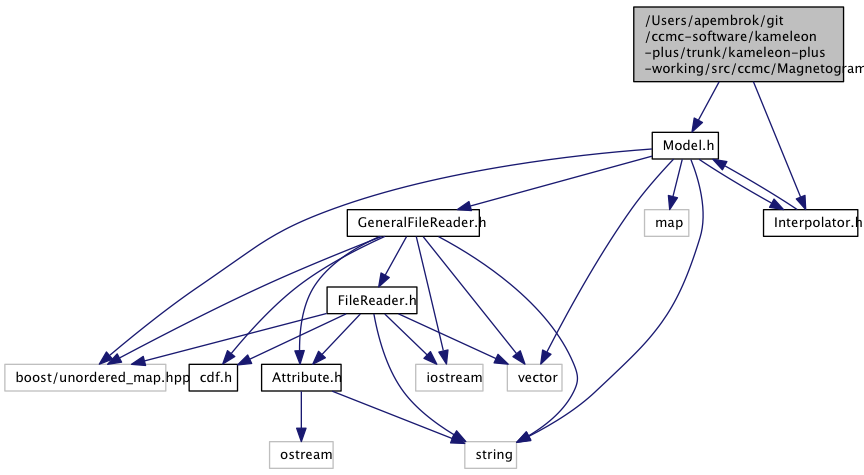 /Users/apembrok/git
/ccmc-software/kameleon
-plus/trunk/kameleon-plus
-working/src/ccmc/Magnetogram
Model.h
GeneralFileReader.h
map
Interpolator.h
FileReader.h
boost/unordered_map.hpp
cdf.h
Attribute.h
iostream
vector
ostream
string